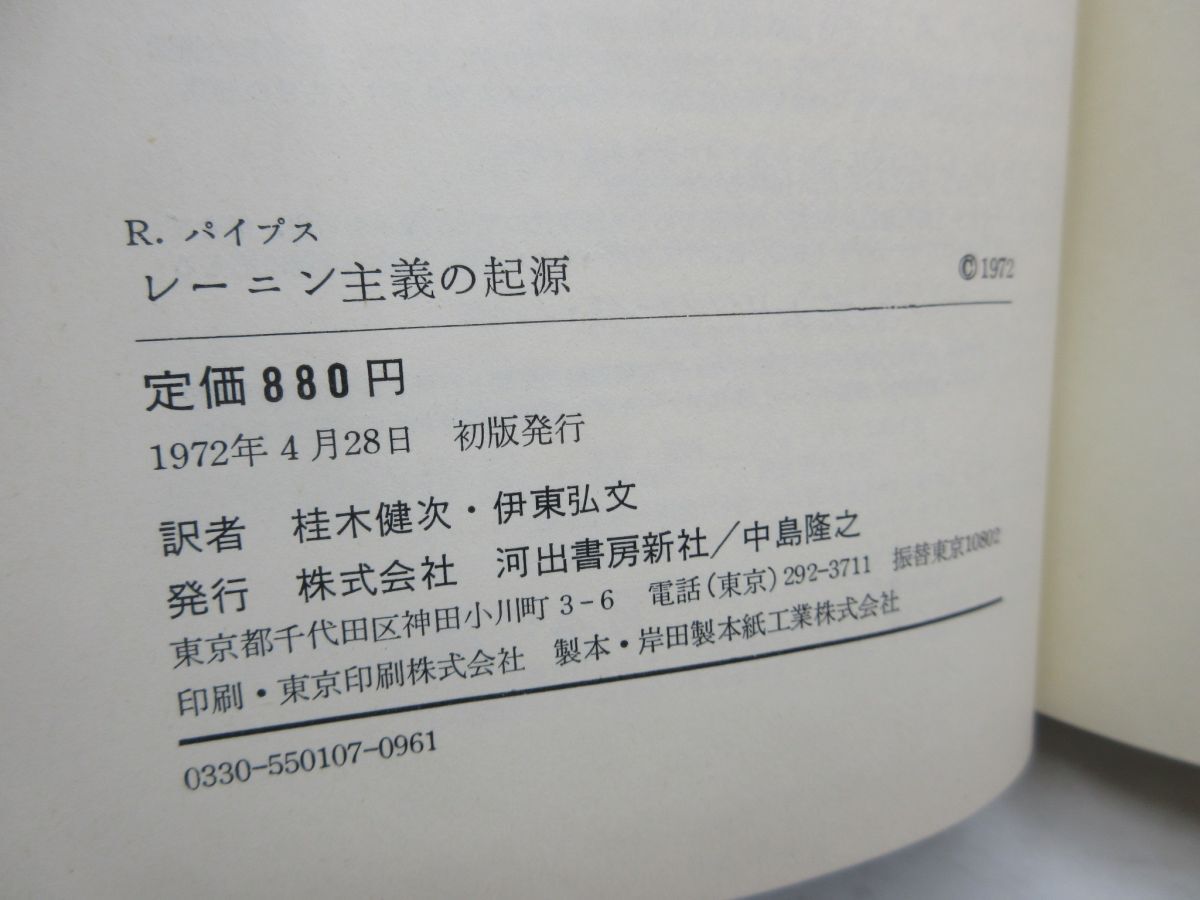 R. パイプス
レーニン主義の起源
©1972
定価880円
1972年4月28日　初版発行
訳者　桂木健次・伊東弘文
発行　株式会社　河出書房新社/中島隆之
東京都千代田区神田小川町3-6　電話(東京)292-3711　振替東京10802
印刷・東京印刷株式会社　製本・岸田製本紙工業株式会社
0330-550107-0961